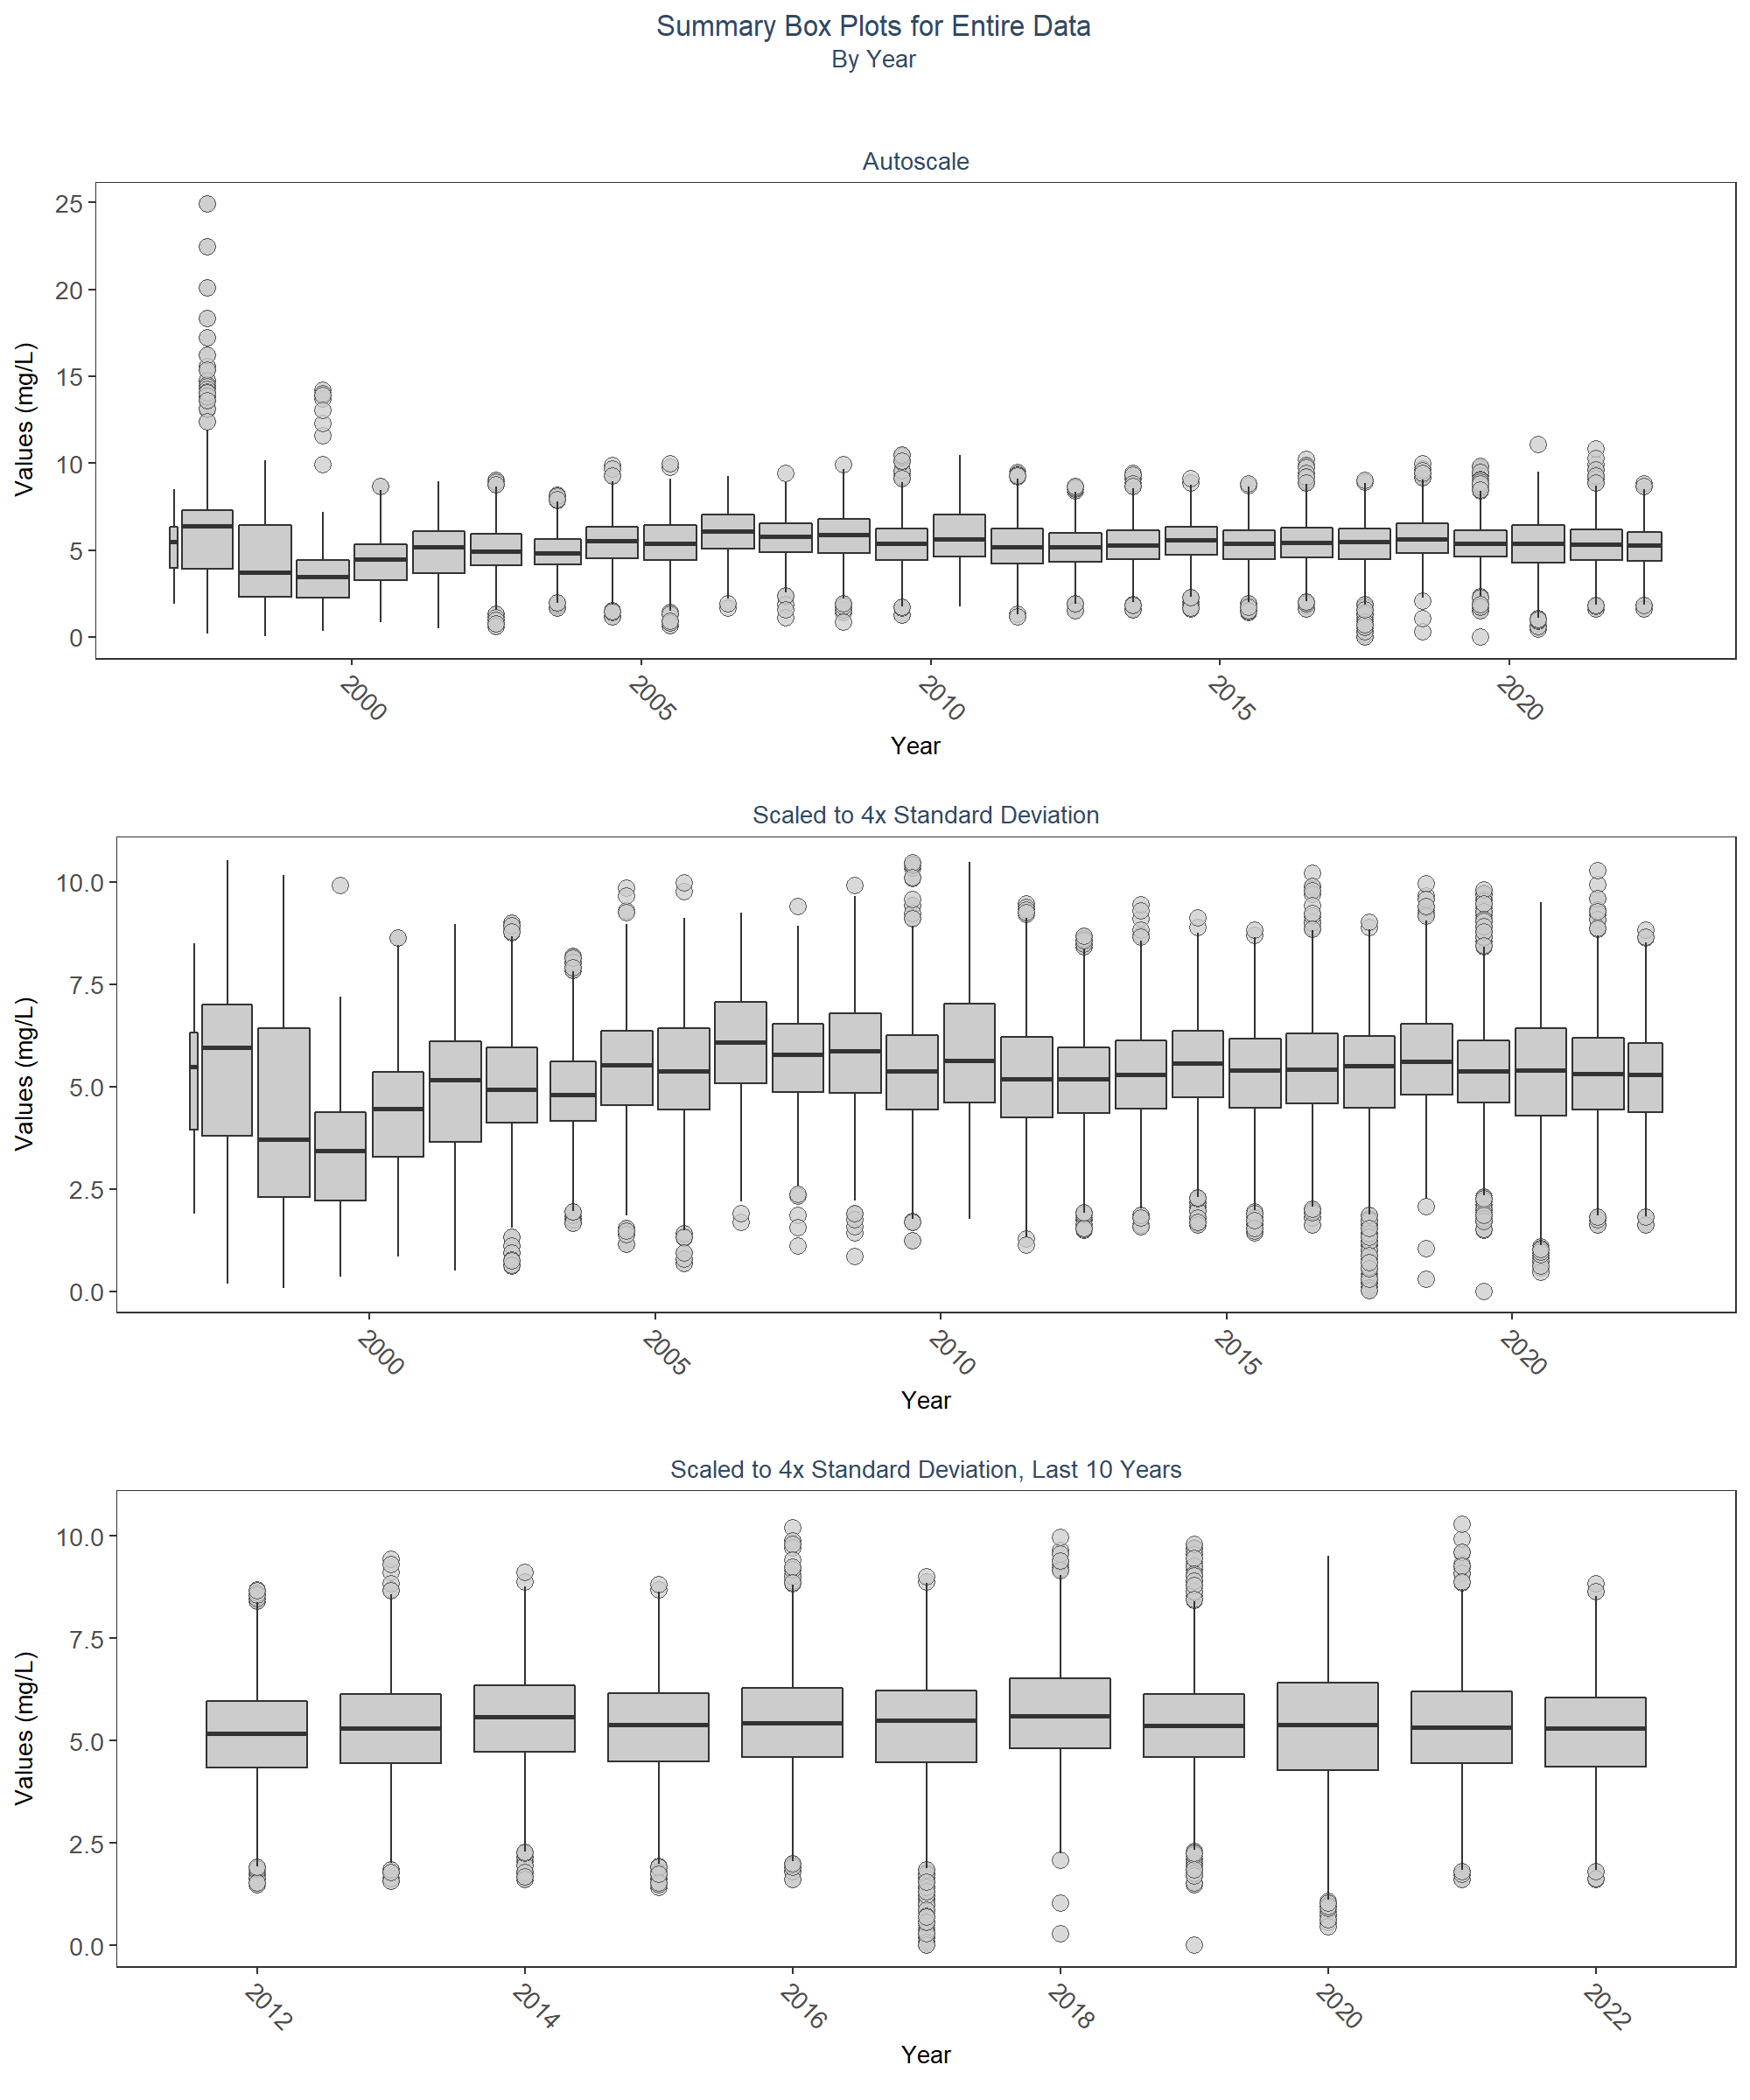 Summary Box Plots for Entire Data
By Year
Autoscale
Values (mg/L)
25
20
15
10
5
0
2000 2005 2010 2015 2020
Year
Scaled to 4x Standard Deviation
Values (mg/L)
10.0
7.5
5.0
2.5
0.0
2000 2005 2010 2015 2020
Year
Scaled to 4x Standard Deviation, Last 10 Years
Values (mg/L)
10.0
7.5
5.0
2.5
0.0
2012 2014 2016 2018 2020 2022
Year